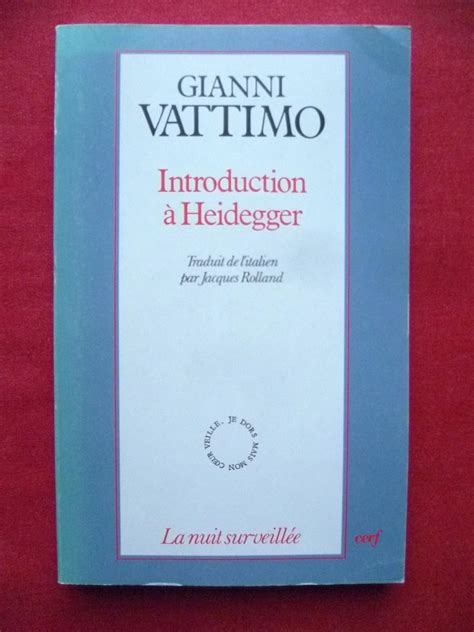 GIANNI
VATTIMO
Introduction
à Heidegger
Traduit de l'italien
par Jacques Rolland
JE DORS MAIS MON CŒUR VEILLE.
La nuit surveillée
cerf